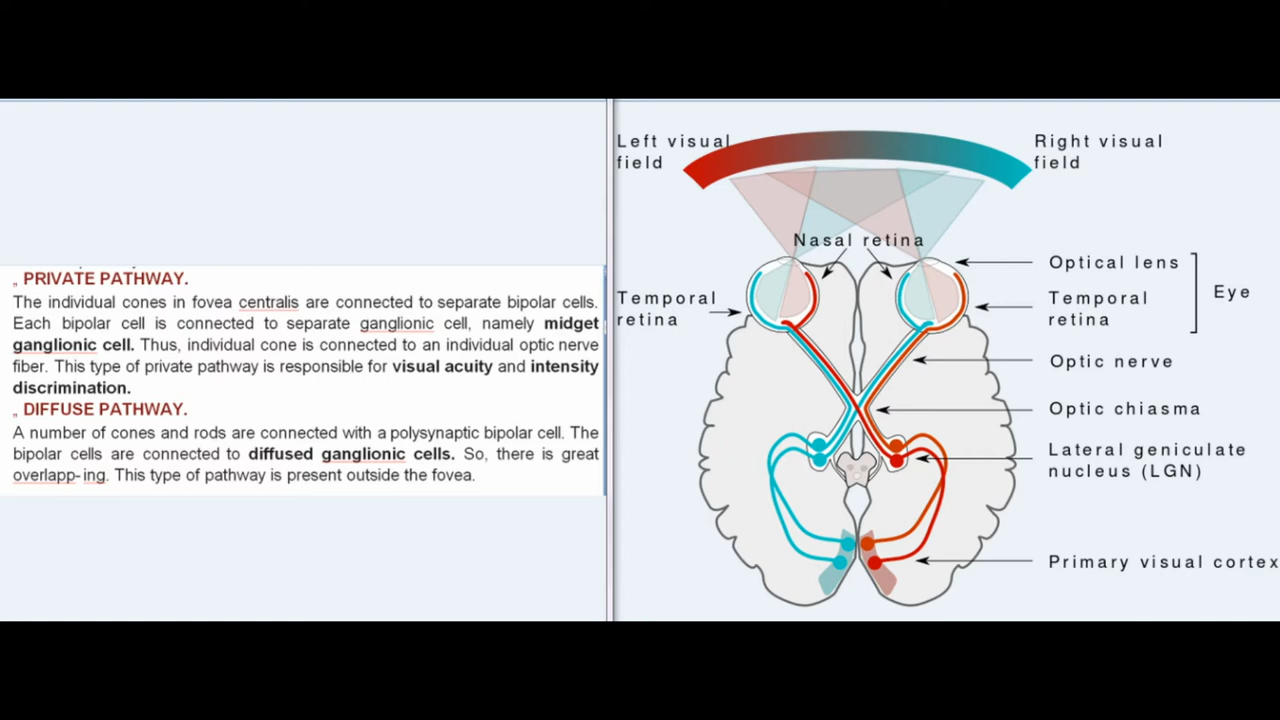 „ PRIVATE PATHWAY.
The individual cones in fovea centralis are connected to separate bipolar cells.
Each bipolar cell is connected to separate ganglionic cell, namely midget
ganglionic cell. Thus, individual cone is connected to an individual optic nerve
fiber. This type of private pathway is responsible for visual acuity and intensity
discrimination.
„ DIFFUSE PATHWAY.
A number of cones and rods are connected with a polysynaptic bipolar cell. The
bipolar cells are connected to diffused ganglionic cells. So, there is great
overlapp- ing. This type of pathway is present outside the fovea.
Left visual
field
Right visual
field
Nasal retina
Temporal
retina
Optical lens
Temporal
retina
Eye
Optic nerve
Optic chiasma
Lateral geniculate
nucleus (LGN)
Primary visual cortex